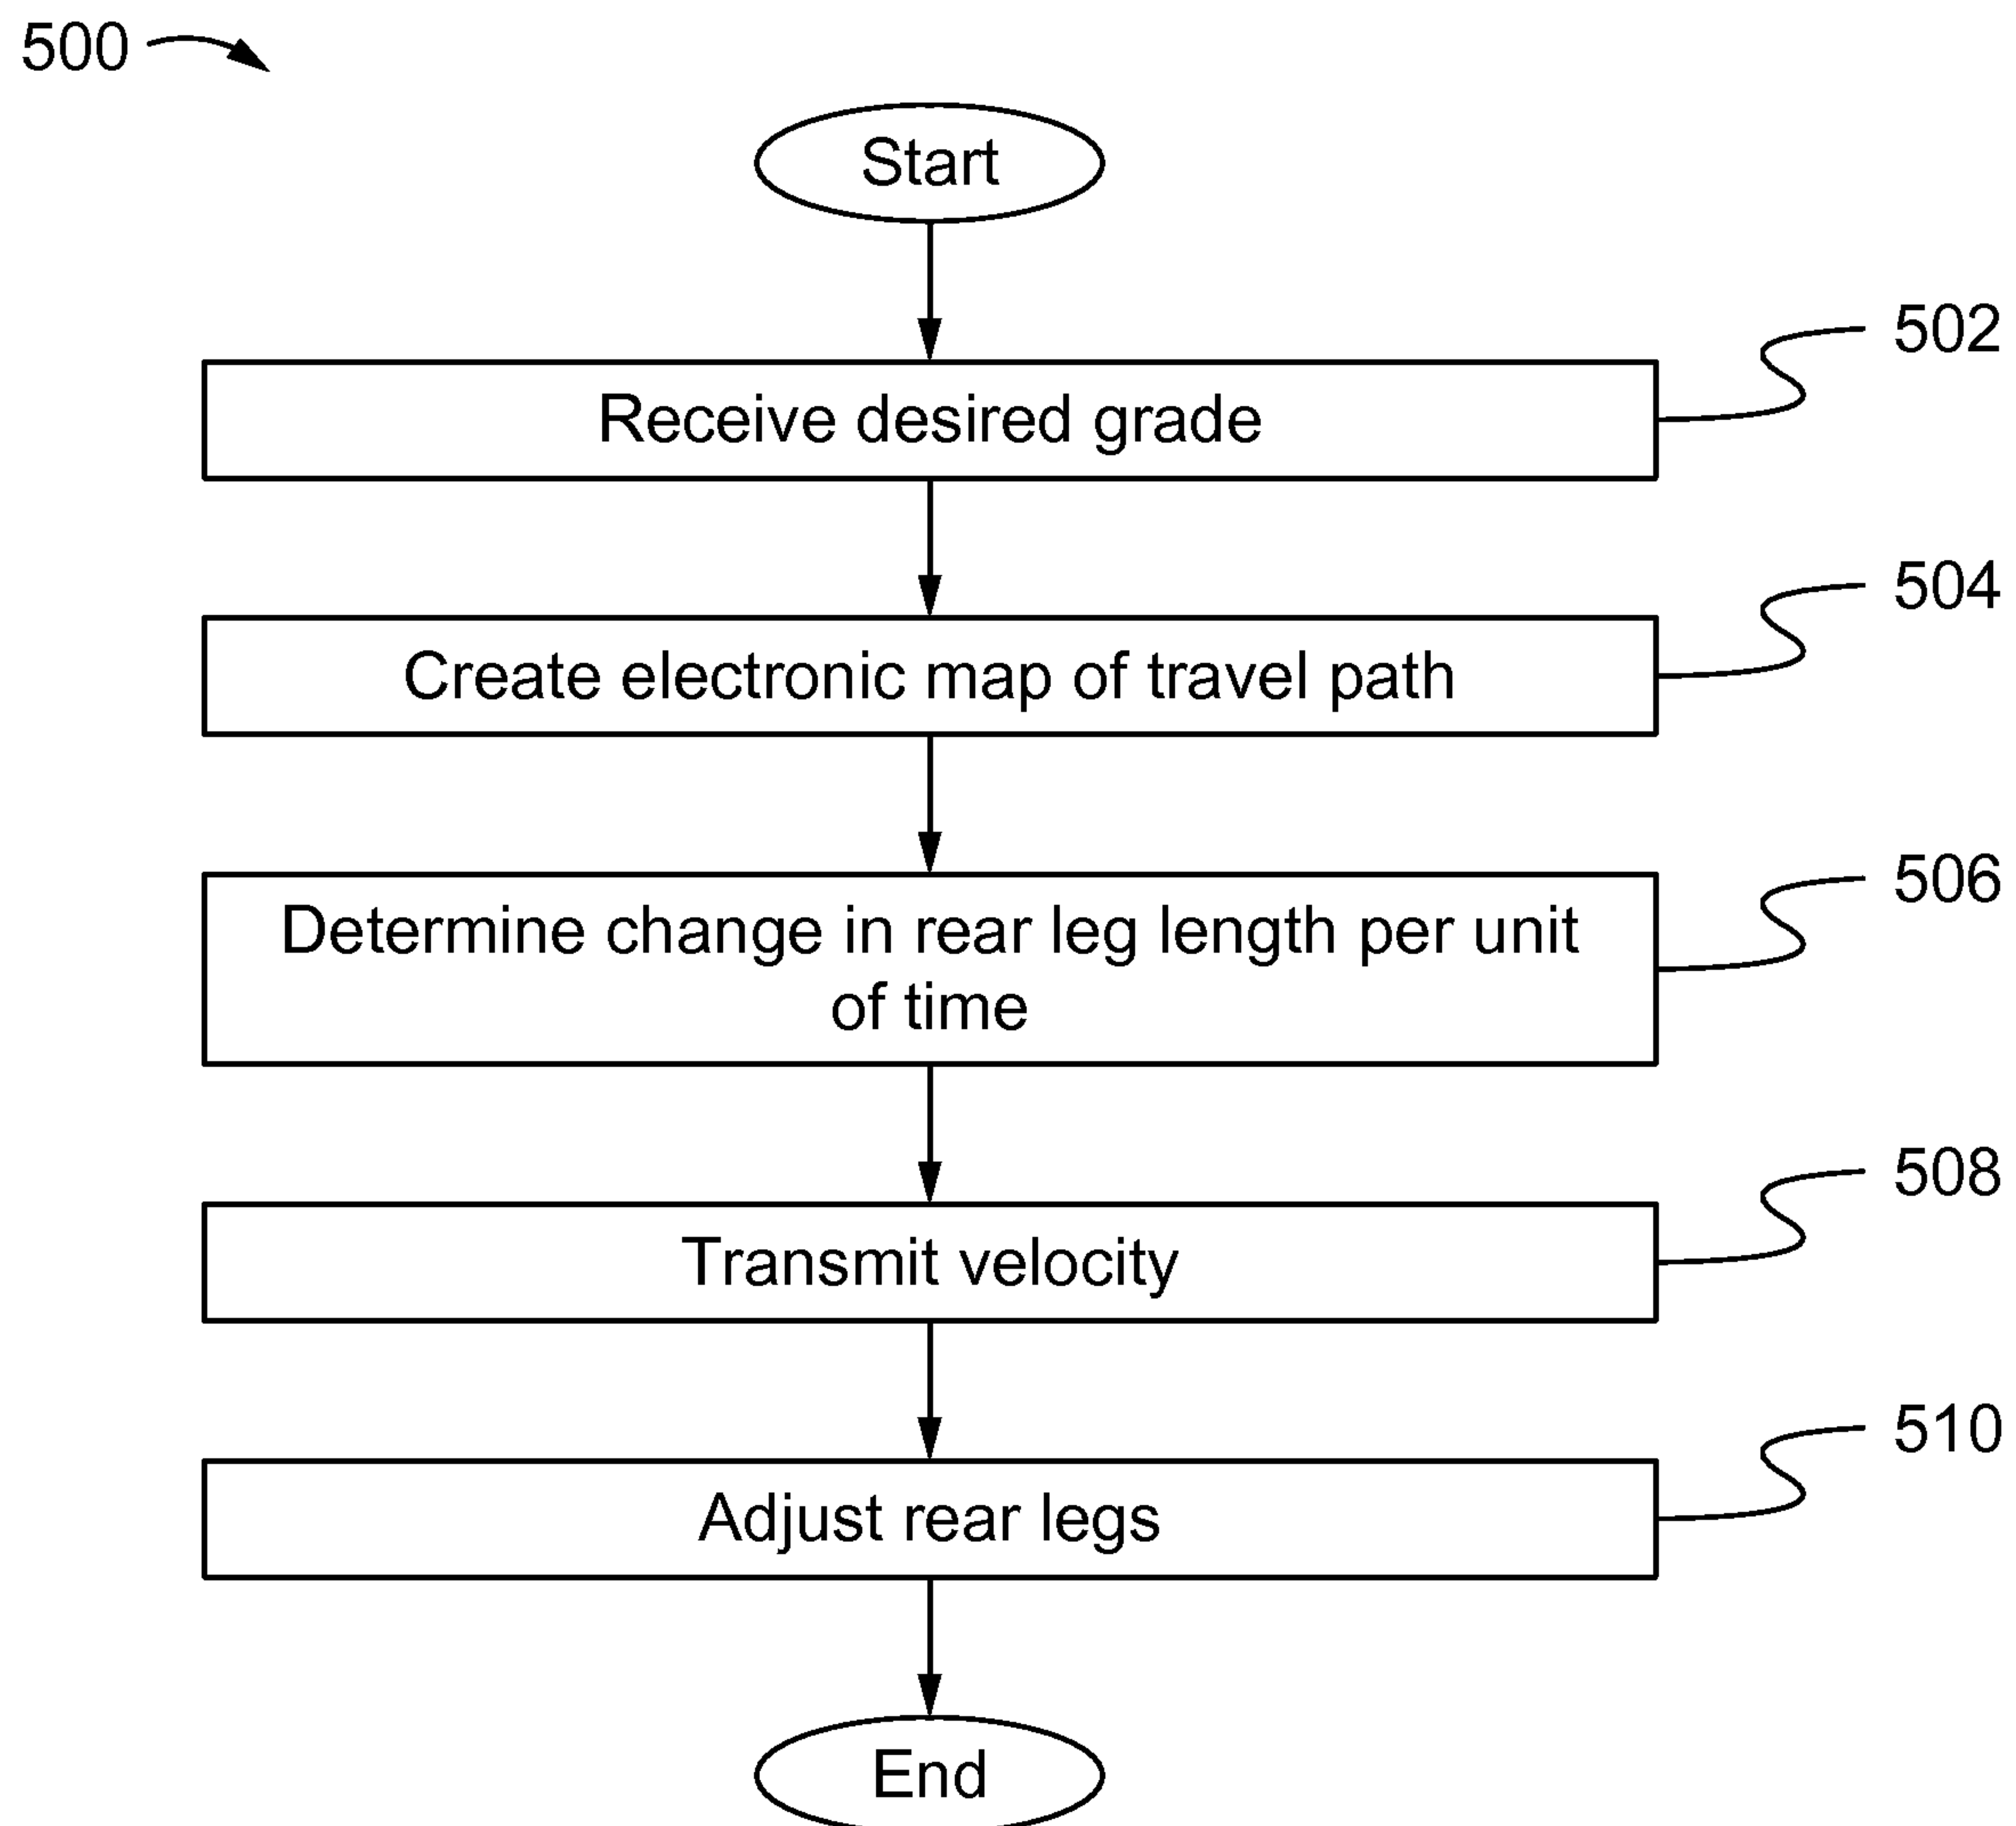 500
Start
502
Receive desired grade
504
Create electronic map of travel path
506
Determine change in rear leg length per unit
of time
508
Transmit velocity
510
Adjust rear legs
End